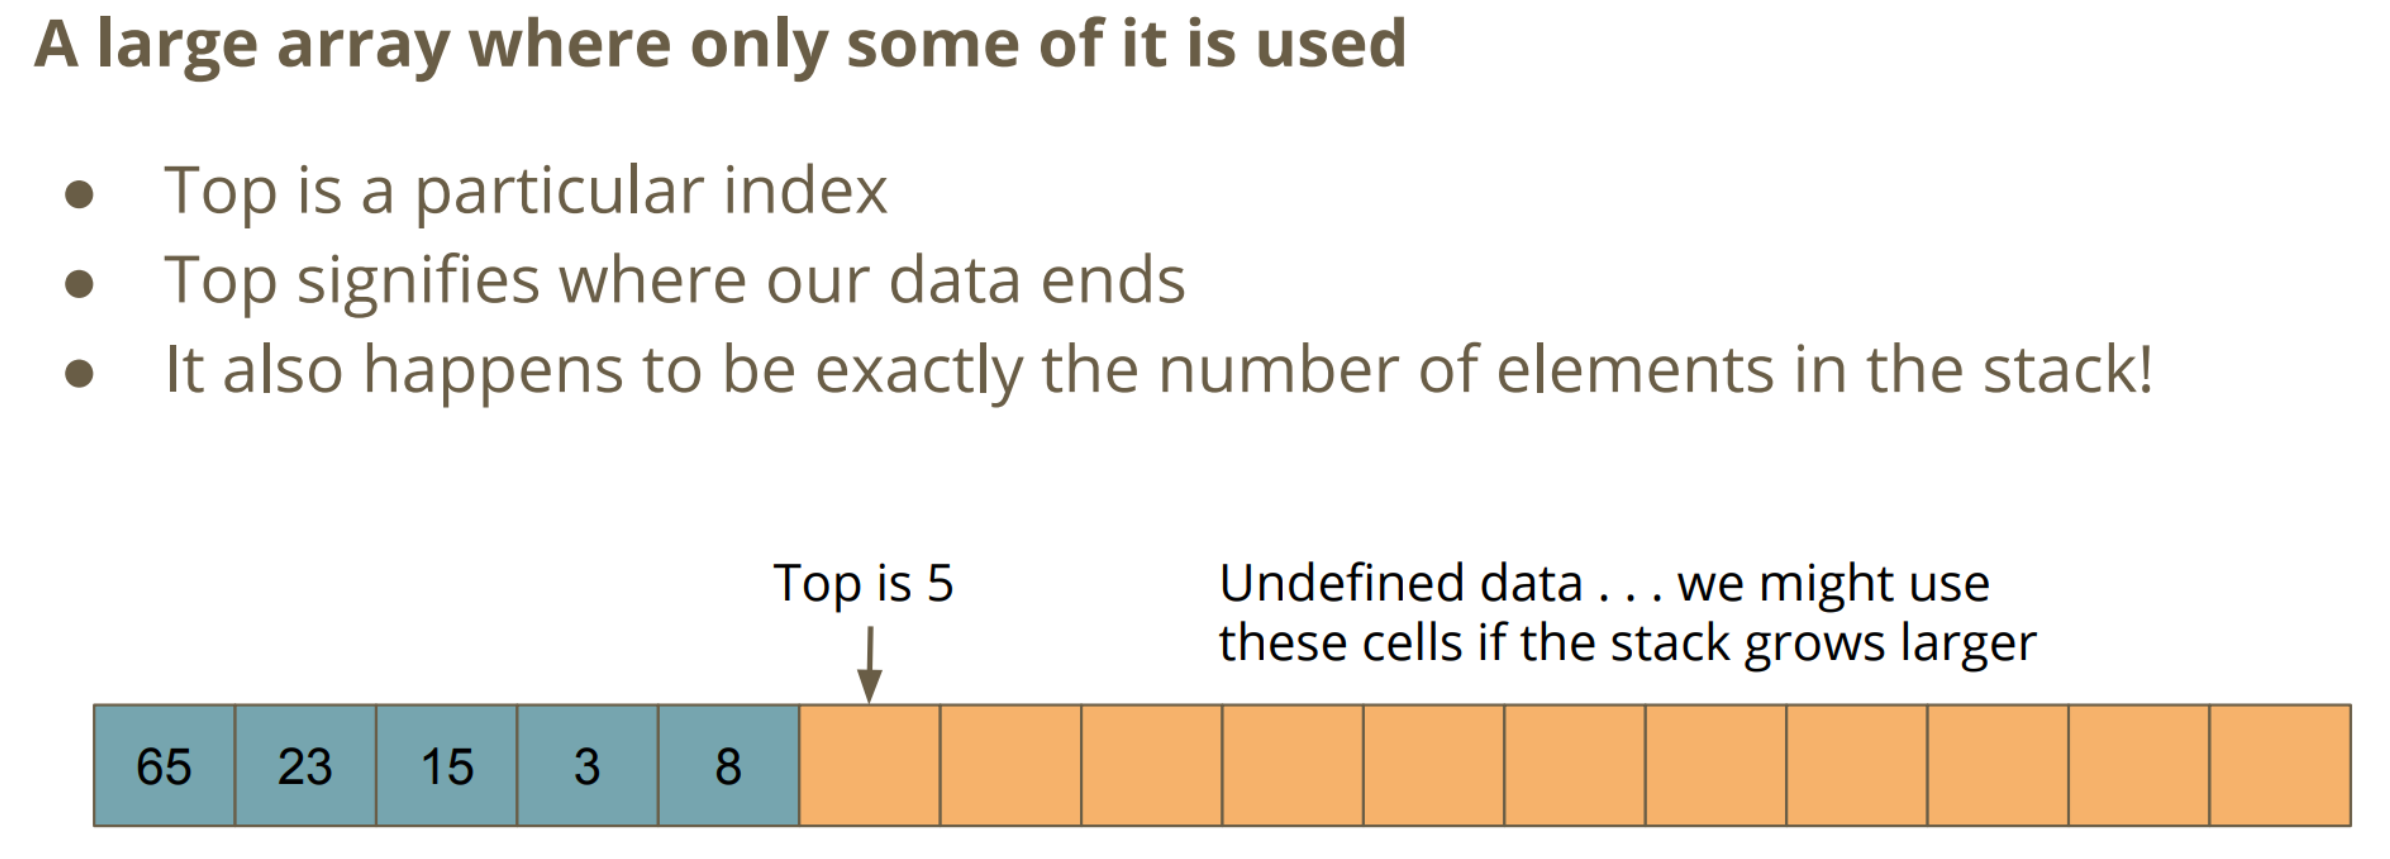 A large array where only some of it is used
● Top is a particular index
● Top signifies where our data ends
● It also happens to be exactly the number of elements in the stack!
Top is 5
Undefined data . . . we might use
these cells if the stack grows larger
65 23 15 3 8